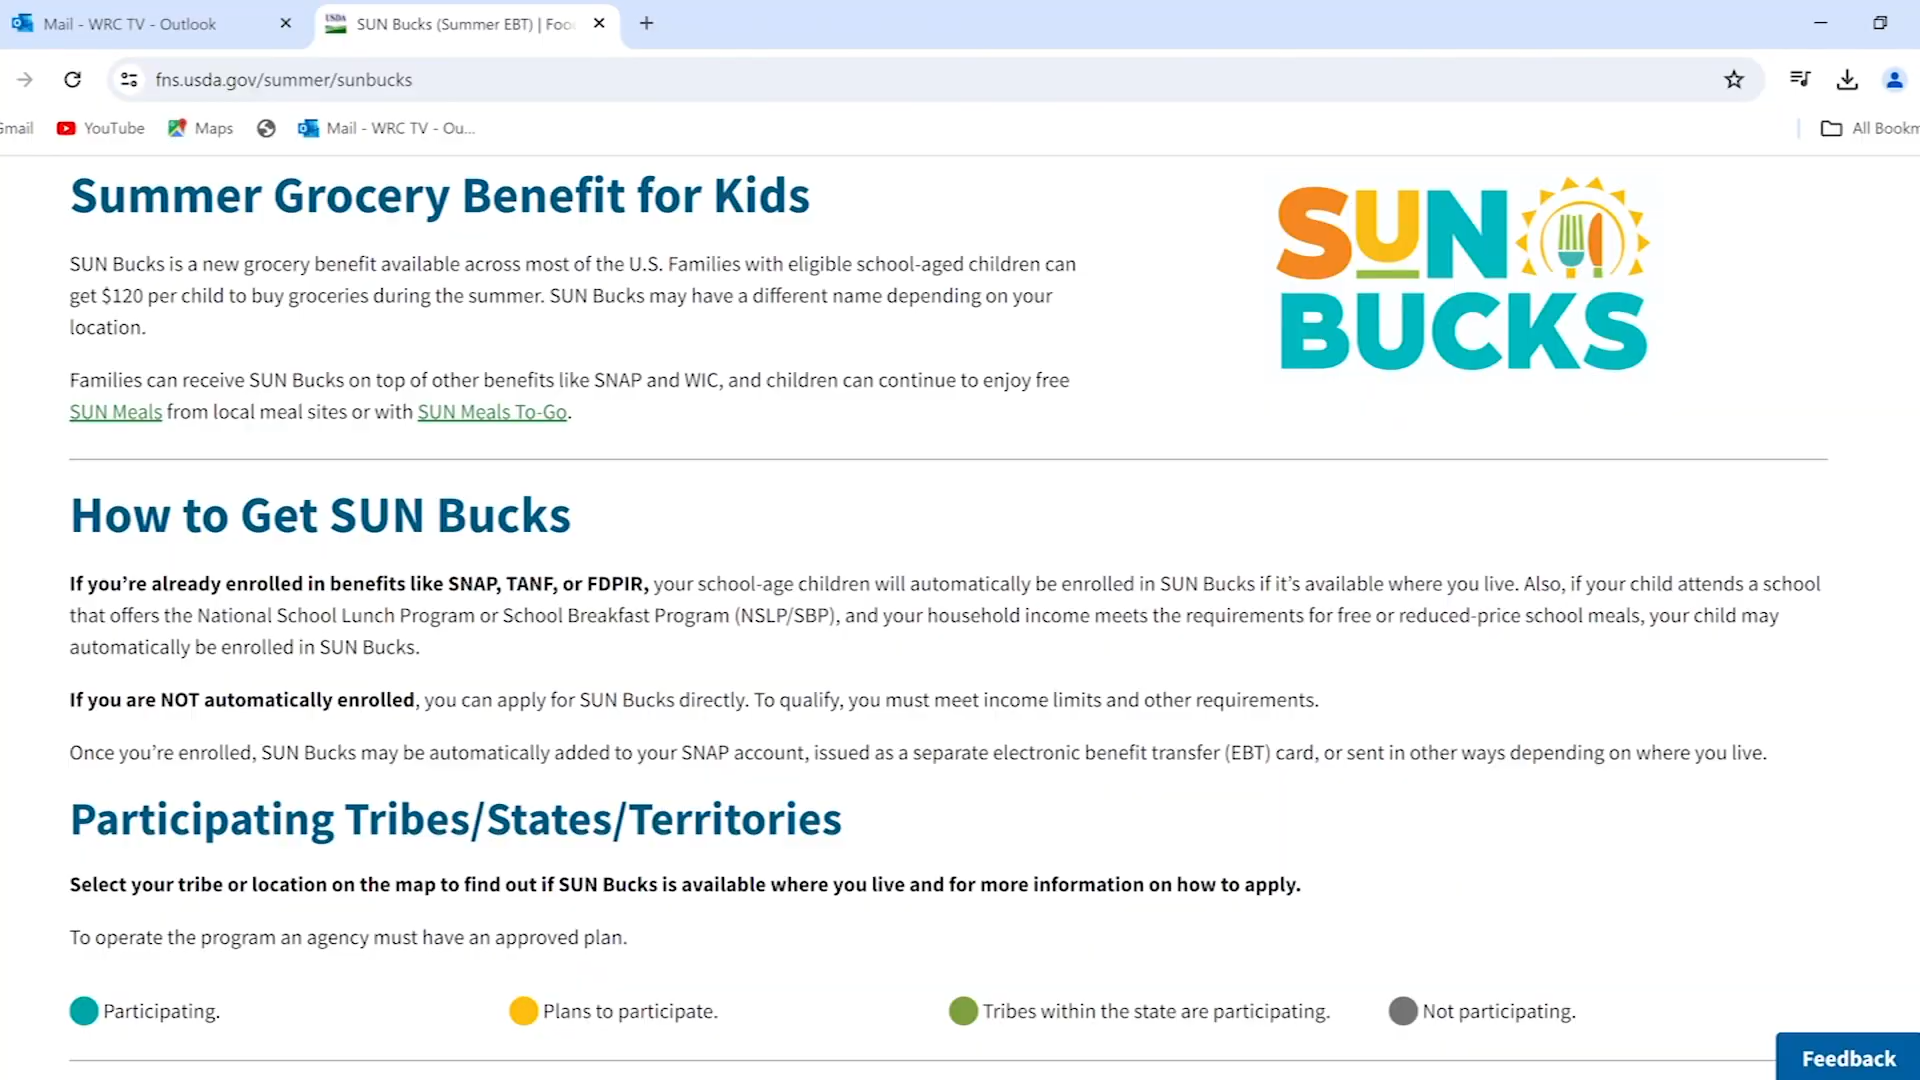 Mail - WRC TV - Outlook
USDA SUN Bucks (Summer EBT) | Foo
fns.usda.gov/summer/sunbucks
Gmail YouTube Maps Mail - WRC TV - Ou... All Bookm
Summer Grocery Benefit for Kids
SUN Bucks is a new grocery benefit available across most of the U.S. Families with eligible school-aged children can
get $120 per child to buy groceries during the summer. SUN Bucks may have a different name depending on your
location.
Families can receive SUN Bucks on top of other benefits like SNAP and WIC, and children can continue to enjoy free
SUN Meals from local meal sites or with SUN Meals To-Go.
SUN
BUCKS
How to Get SUN Bucks
If you’re already enrolled in benefits like SNAP, TANF, or FDPIR, your school-age children will automatically be enrolled in SUN Bucks if it’s available where you live. Also, if your child attends a school
that offers the National School Lunch Program or School Breakfast Program (NSLP/SBP), and your household income meets the requirements for free or reduced-price school meals, your child may
automatically be enrolled in SUN Bucks.
If you are NOT automatically enrolled, you can apply for SUN Bucks directly. To qualify, you must meet income limits and other requirements.
Once you’re enrolled, SUN Bucks may be automatically added to your SNAP account, issued as a separate electronic benefit transfer (EBT) card, or sent in other ways depending on where you live.
Participating Tribes/States/Territories
Select your tribe or location on the map to find out if SUN Bucks is available where you live and for more information on how to apply.
To operate the program an agency must have an approved plan.
Participating. Plans to participate. Tribes within the state are participating. Not participating.
Feedback